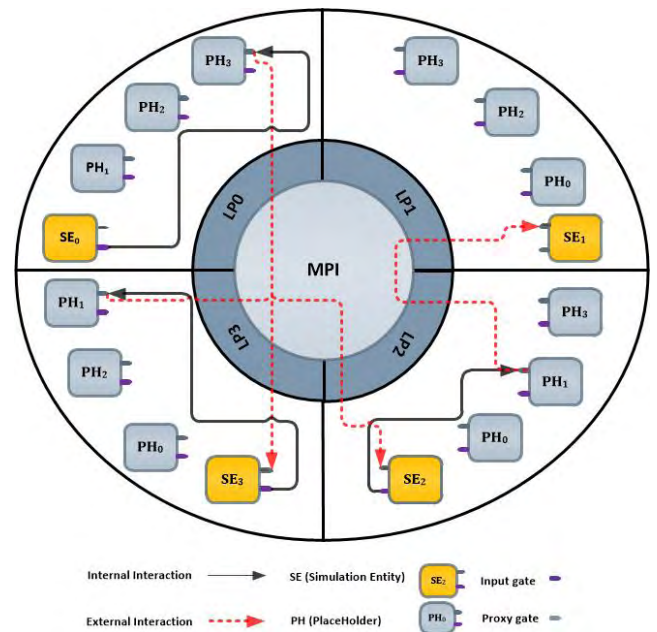 PH₃
PH₂
PH₁
SE₀
PH₃
PH₂
PH₀
SE₁
LP0
LP1
MPI
LP3
LP2
PH₁
PH₂
PH₀
SE₃
PH₃
PH₁
PH₀
SE₂
Internal Interaction SE (Simulation Entity) SE₂ Input gate
External Interaction PH (PlaceHolder) PH₀ Proxy gate